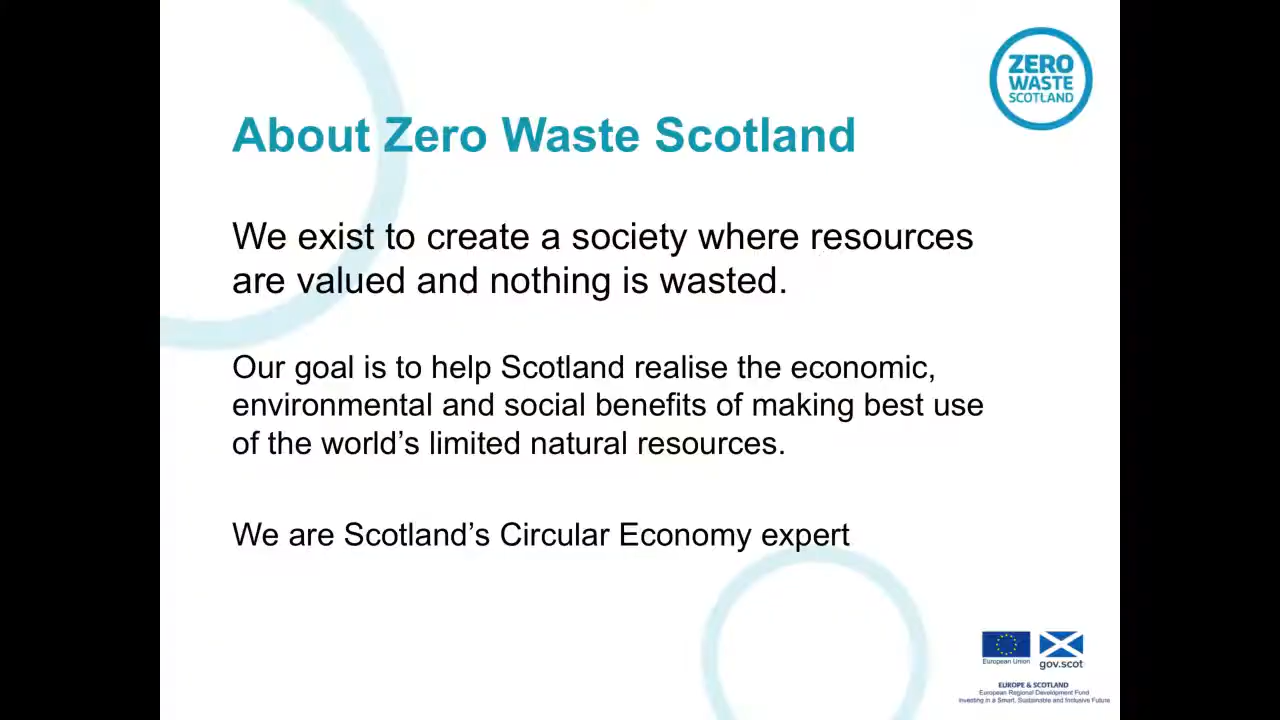 ZERO
WASTE
SCOTLAND
About Zero Waste Scotland
We exist to create a society where resources
are valued and nothing is wasted.
Our goal is to help Scotland realise the economic,
environmental and social benefits of making best use
of the world’s limited natural resources.
We are Scotland’s Circular Economy expert
European Union
gov.scot
EUROPE & SCOTLAND
European Regional Development Fund
Investing in a Smart, Sustainable and Inclusive Future